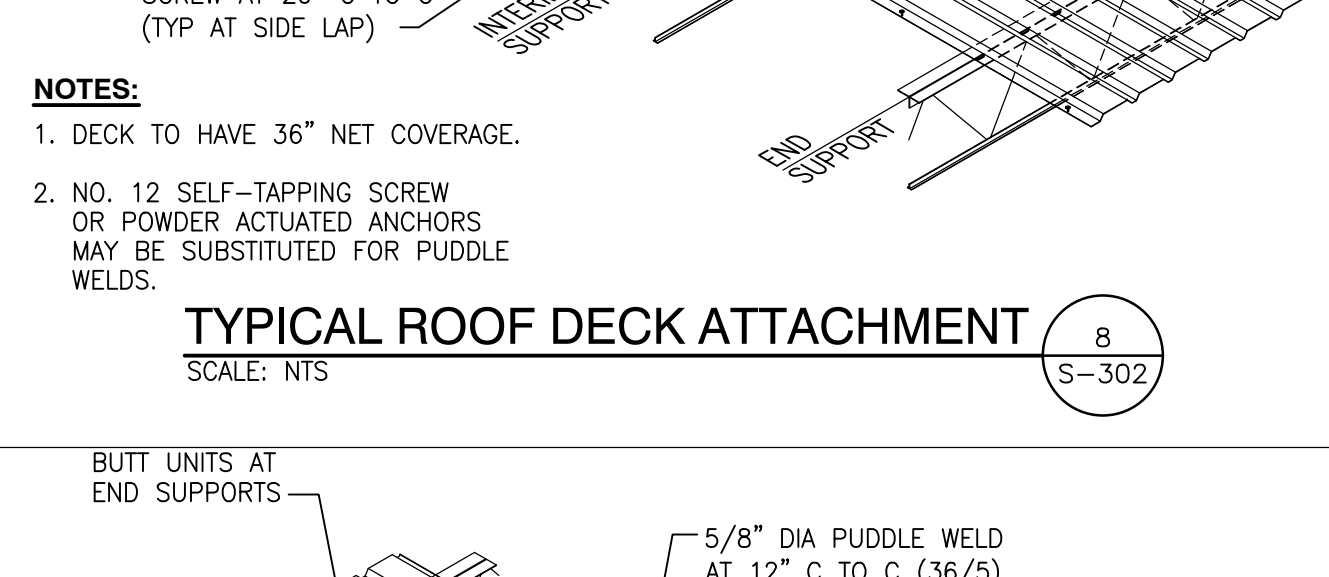 (TYP AT SIDE LAP)
SUPPORT
END
SUPPORT
NOTES:
1. DECK TO HAVE 36” NET COVERAGE.
2. NO. 12 SELF–TAPPING SCREW
OR POWDER ACTUATED ANCHORS
MAY BE SUBSTITUTED FOR PUDDLE
WELDS.
TYPICAL ROOF DECK ATTACHMENT
8
S–302
SCALE: NTS
BUTT UNITS AT
END SUPPORTS
5/8” DIA PUDDLE WELD
AT 12” C TO C (36/5)